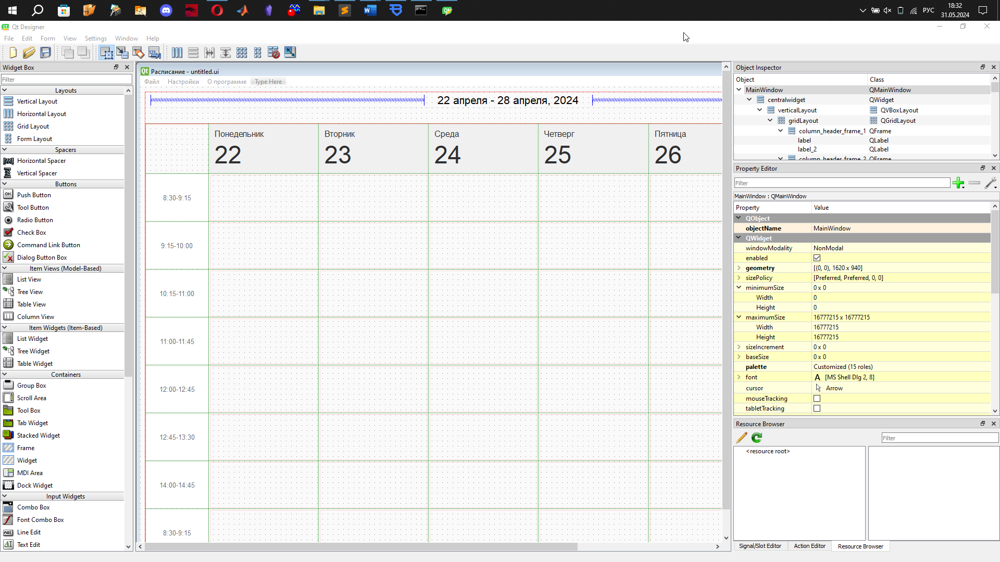 РУС
18:32
31.05.2024
Qt Designer
File Edit Form View Settings Window Help
Widget Box
Filter
Layouts
Vertical Layout
Horizontal Layout
Grid Layout
Form Layout
Spacers
Horizontal Spacer
Vertical Spacer
Buttons
Push Button
Tool Button
Radio Button
Check Box
Command Link Button
Dialog Button Box
Item Views (Model-Based)
List View
Tree View
Table View
Column View
Item Widgets (Item-Based)
List Widget
Tree Widget
Table Widget
Containers
Group Box
Scroll Area
Tool Box
Tab Widget
Stacked Widget
Frame
Widget
MDI Area
Dock Widget
Input Widgets
Combo Box
Font Combo Box
Line Edit
Text Edit
Расписание - untitled.ui
Файл Настройки О программе Type Here
22 апреля - 28 апреля, 2024
Понедельник Вторник Среда Четверг Пятница
22 23 24 25 26
8:30-9:15
9:15-10:00
10:15-11:00
11:00-11:45
12:00-12:45
12:45-13:30
14:00-14:45
8:30-9:15
Object Inspector
Object Class
MainWindow QMainWindow
centralwidget QWidget
verticalLayout QVBoxLayout
gridLayout QGridLayout
column_header_frame_1 QFrame
label QLabel
label_2 QLabel
column_header_frame_2 QFrame
Property Editor
Filter
MainWindow : QMainWindow
Property Value
QObject
objectName MainWindow
QWidget
windowModality NonModal
enabled
geometry [(0, 0), 1620 x 940]
sizePolicy [Preferred, Preferred, 0, 0]
minimumSize 0 x 0
Width 0
Height 0
maximumSize 16777215 x 16777215
Width 16777215
Height 16777215
sizeIncrement 0 x 0
baseSize 0 x 0
palette Customized (15 roles)
font A [MS Shell Dlg 2, 8]
cursor Arrow
mouseTracking
tabletTracking
Resource Browser
Filter
<resource root>
Signal/Slot Editor Action Editor Resource Browser